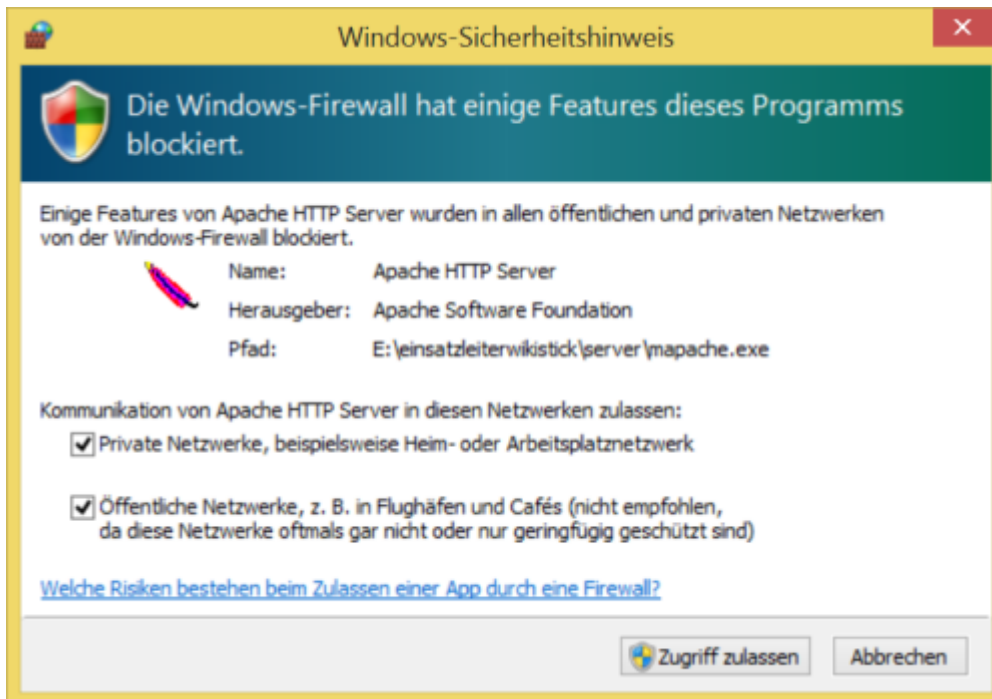 Windows-Sicherheitshinweis
Die Windows-Firewall hat einige Features dieses Programms
blockiert.
Einige Features von Apache HTTP Server wurden in allen öffentlichen und privaten Netzwerken
von der Windows-Firewall blockiert.
Name: Apache HTTP Server
Herausgeber: Apache Software Foundation
Pfad: E:\einsatzleiterwikistick\server\mapache.exe
Kommunikation von Apache HTTP Server in diesen Netzwerken zulassen:
Private Netzwerke, beispielsweise Heim- oder Arbeitsplatznetzwerk
Öffentliche Netzwerke, z. B. in Flughäfen und Cafés (nicht empfohlen,
da diese Netzwerke oftmals gar nicht oder nur geringfügig geschützt sind)
Welche Risiken bestehen beim Zulassen einer App durch eine Firewall?
Zugriff zulassen Abbrechen